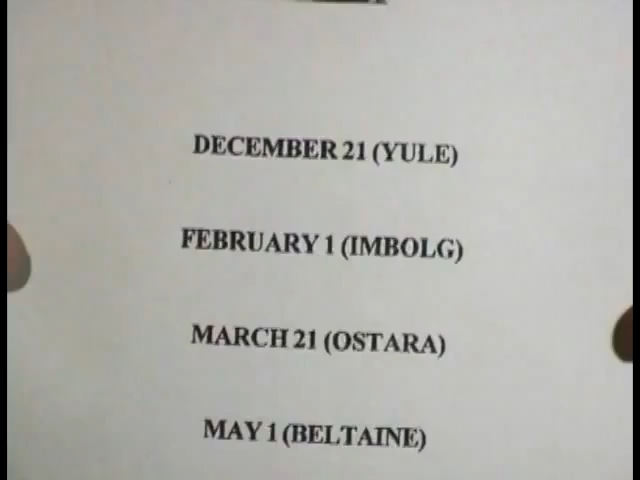 DECEMBER 21 (YULE)
FEBRUARY 1 (IMBOLG)
MARCH 21 (OSTARA)
MAY 1 (BELTAINE)